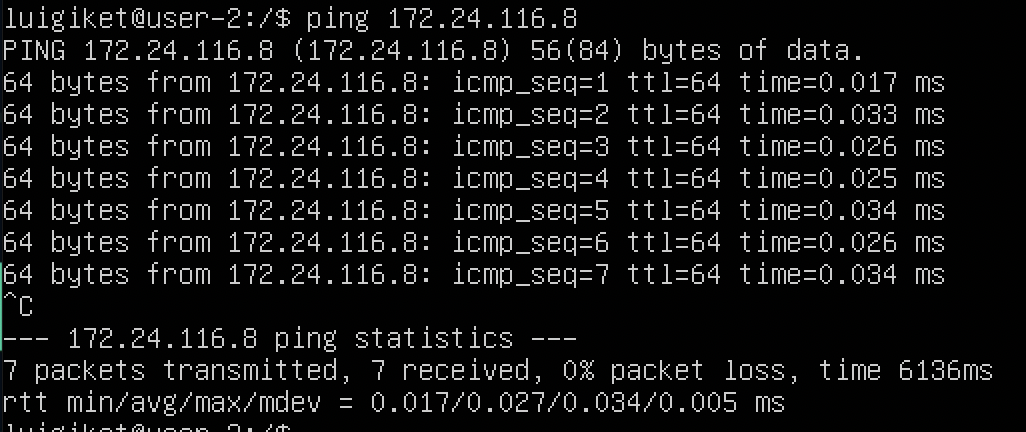 luigiket@user-2:/$ ping 172.24.116.8
PING 172.24.116.8 (172.24.116.8) 56(84) bytes of data.
64 bytes from 172.24.116.8: icmp_seq=1 ttl=64 time=0.017 ms
64 bytes from 172.24.116.8: icmp_seq=2 ttl=64 time=0.033 ms
64 bytes from 172.24.116.8: icmp_seq=3 ttl=64 time=0.026 ms
64 bytes from 172.24.116.8: icmp_seq=4 ttl=64 time=0.025 ms
64 bytes from 172.24.116.8: icmp_seq=5 ttl=64 time=0.034 ms
64 bytes from 172.24.116.8: icmp_seq=6 ttl=64 time=0.026 ms
64 bytes from 172.24.116.8: icmp_seq=7 ttl=64 time=0.034 ms
^C
--- 172.24.116.8 ping statistics ---
7 packets transmitted, 7 received, 0% packet loss, time 6136ms
rtt min/avg/max/mdev = 0.017/0.027/0.034/0.005 ms
luigiket@user-2:/$